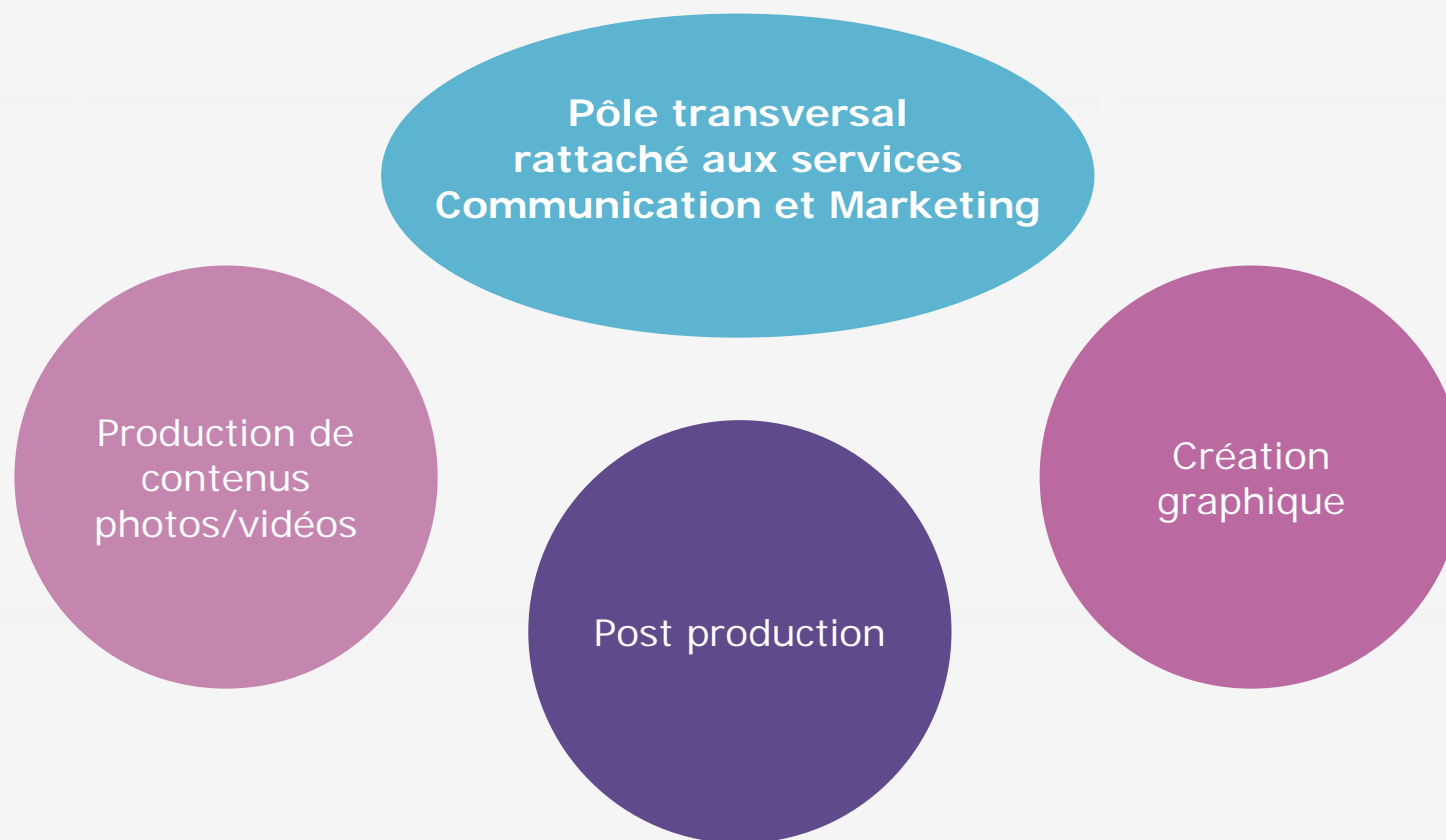 Pôle transversal
rattaché aux services
Communication et Marketing
Production de
contenus
photos/vidéos
Post production
Création
graphique